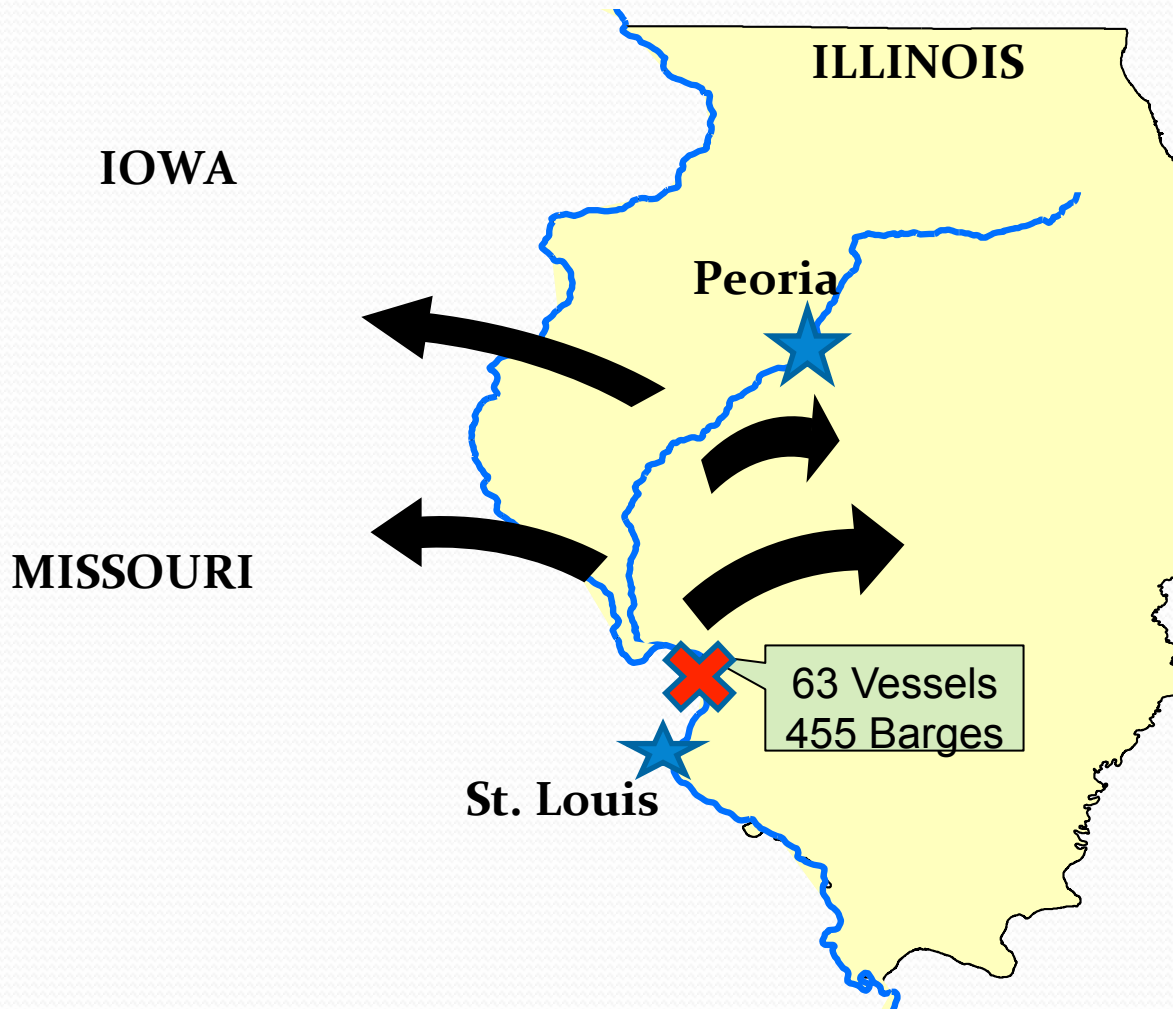 ILLINOIS
IOWA
Peoria
MISSOURI
63 Vessels
455 Barges
St. Louis